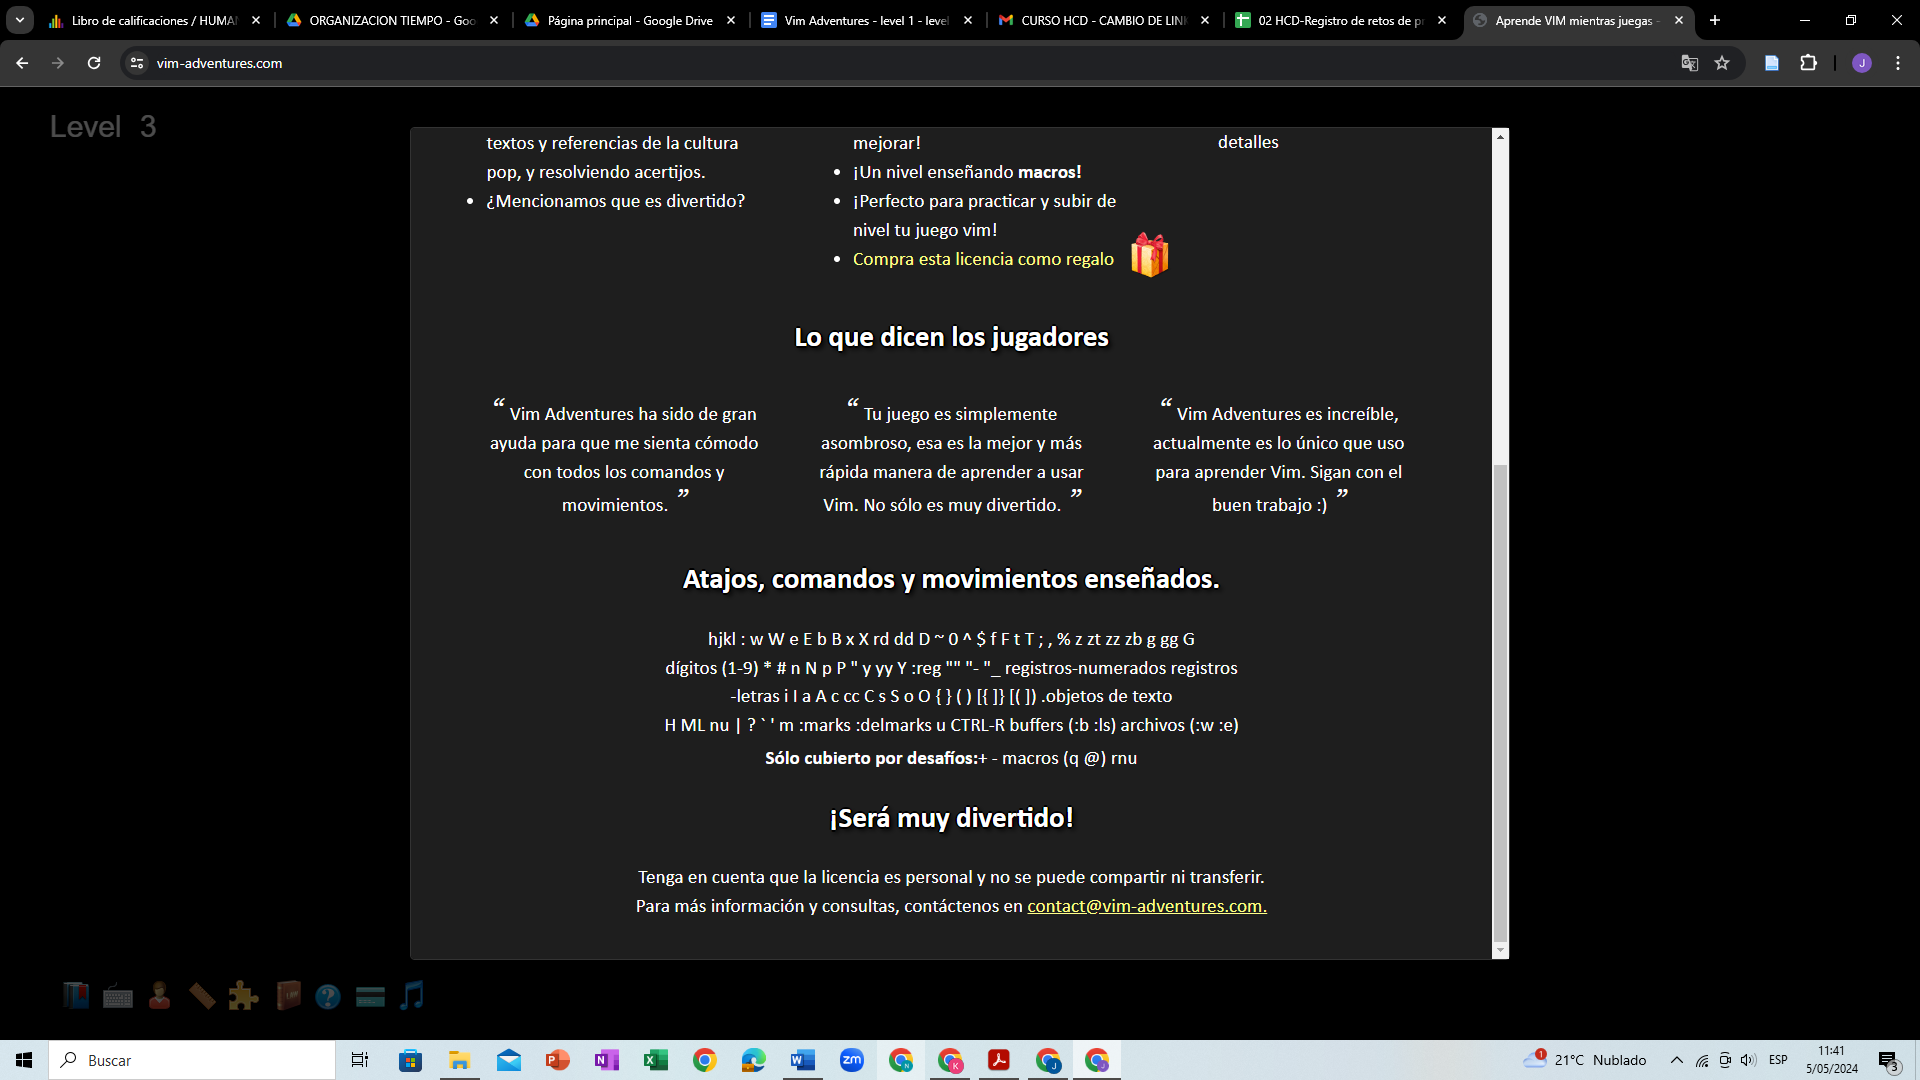 Libro de calificaciones / HUMAN
ORGANIZACION TIEMPO - Goo
Página principal - Google Drive
Vim Adventures - level 1 - level
CURSO HCD - CAMBIO DE LINK
02 HCD-Registro de retos de pr
Aprende VIM mientras juegas -
vim-adventures.com
J
Level 3
textos y referencias de la cultura
pop, y resolviendo acertijos.
¿Mencionamos que es divertido?
mejorar!
¡Un nivel enseñando macros!
¡Perfecto para practicar y subir de
nivel tu juego vim!
Compra esta licencia como regalo
detalles
Lo que dicen los jugadores
“ Vim Adventures ha sido de gran
ayuda para que me sienta cómodo
con todos los comandos y
movimientos. ”
“ Tu juego es simplemente
asombroso, esa es la mejor y más
rápida manera de aprender a usar
Vim. No sólo es muy divertido. ”
“ Vim Adventures es increíble,
actualmente es lo único que uso
para aprender Vim. Sigan con el
buen trabajo :) ”
Atajos, comandos y movimientos enseñados.
hjkl : w W e E b B x X rd dd D ~ 0 ^ $ f F t T ; , % z zt zz zb g gg G
dígitos (1-9) * # n N p P " y yy Y :reg "" "- "_ registros-numerados registros
-letras i I a A c cc C s S o O { } ( ) [{ ]} [( ]) .objetos de texto
H ML nu | ? ` ' m :marks :delmarks u CTRL-R buffers (:b :ls) archivos (:w :e)
Sólo cubierto por desafíos:+ - macros (q @) rnu
¡Será muy divertido!
Tenga en cuenta que la licencia es personal y no se puede compartir ni transferir.
Para más información y consultas, contáctenos en contact@vim-adventures.com.
Buscar
zm
1
21°C Nublado
ESP
11:41
5/05/2024
3